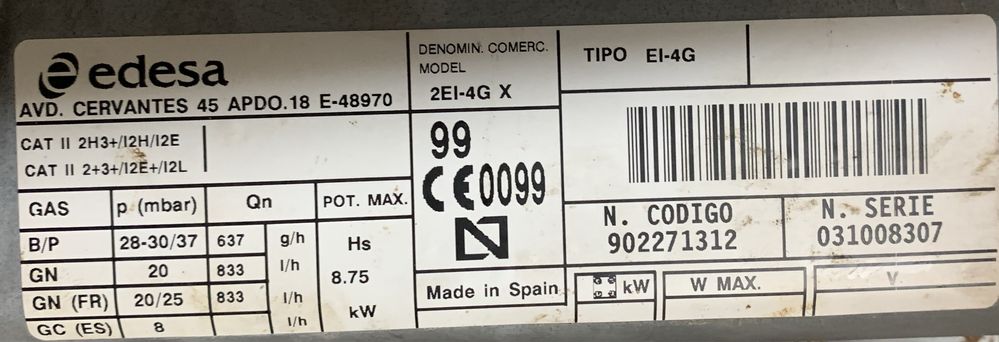 edesa
AVD. CERVANTES 45 APDO.18 E-48970
CAT II 2H3+/I2H/I2E
CAT II 2+3+/I2E+/I2L
GAS p (mbar) Qn POT. MAX.
B/P 28-30/37 637 g/h Hs
GN 20 833 l/h 8.75
GN (FR) 20/25 833 l/h kW
GC (ES) 8 l/h
DENOMIN. COMERC.
MODEL
2EI-4G X
99
CE0099
Made in Spain
TIPO EI-4G
N. CODIGO
902271312
N. SERIE
031008307
kW
W MAX.
V.